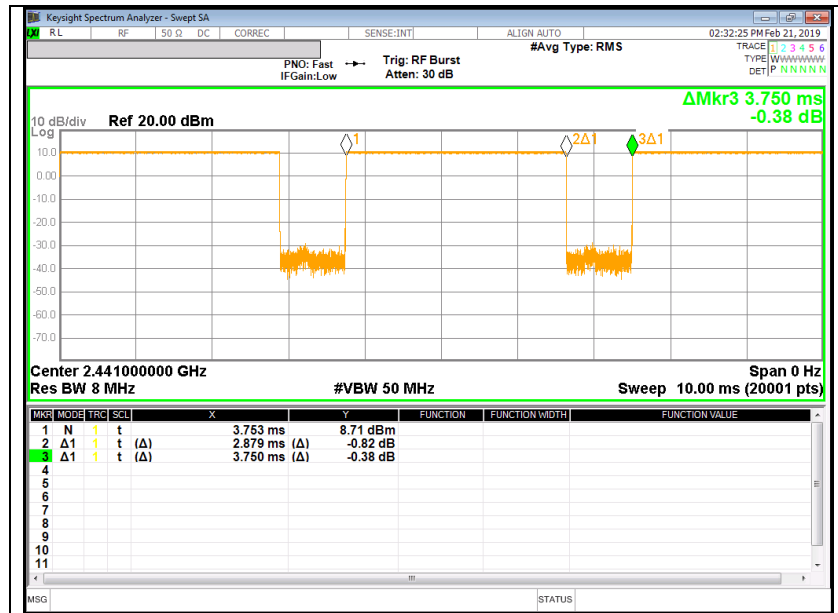 Keysight Spectrum Analyzer - Swept SA
RL RF 50 Ω DC CORREC SENSE:INT ALIGN AUTO 02:32:25 PM Feb 21, 2019
#Avg Type: RMS TRACE 1 2 3 4 5 6
PNO: Fast Trig: RF Burst TYPE WWWWWWW
IFGain:Low Atten: 30 dB DET P N N N N N
ΔMkr3 3.750 ms
-0.38 dB
10 dB/div Ref 20.00 dBm
Log
1 2Δ1 3Δ1
10.0
0.00
-10.0
-20.0
-30.0
-40.0
-50.0
-60.0
-70.0
Center 2.441000000 GHz Span 0 Hz
Res BW 8 MHz #VBW 50 MHz Sweep 10.00 ms (20001 pts)
MKR MODE TRC SCL X Y FUNCTION FUNCTION WIDTH FUNCTION VALUE
1 N 1 t 3.753 ms 8.71 dBm
2 Δ1 1 t (Δ) 2.879 ms (Δ) -0.82 dB
3 Δ1 1 t (Δ) 3.750 ms (Δ) -0.38 dB
4
5
6
7
8
9
10
11
MSG STATUS